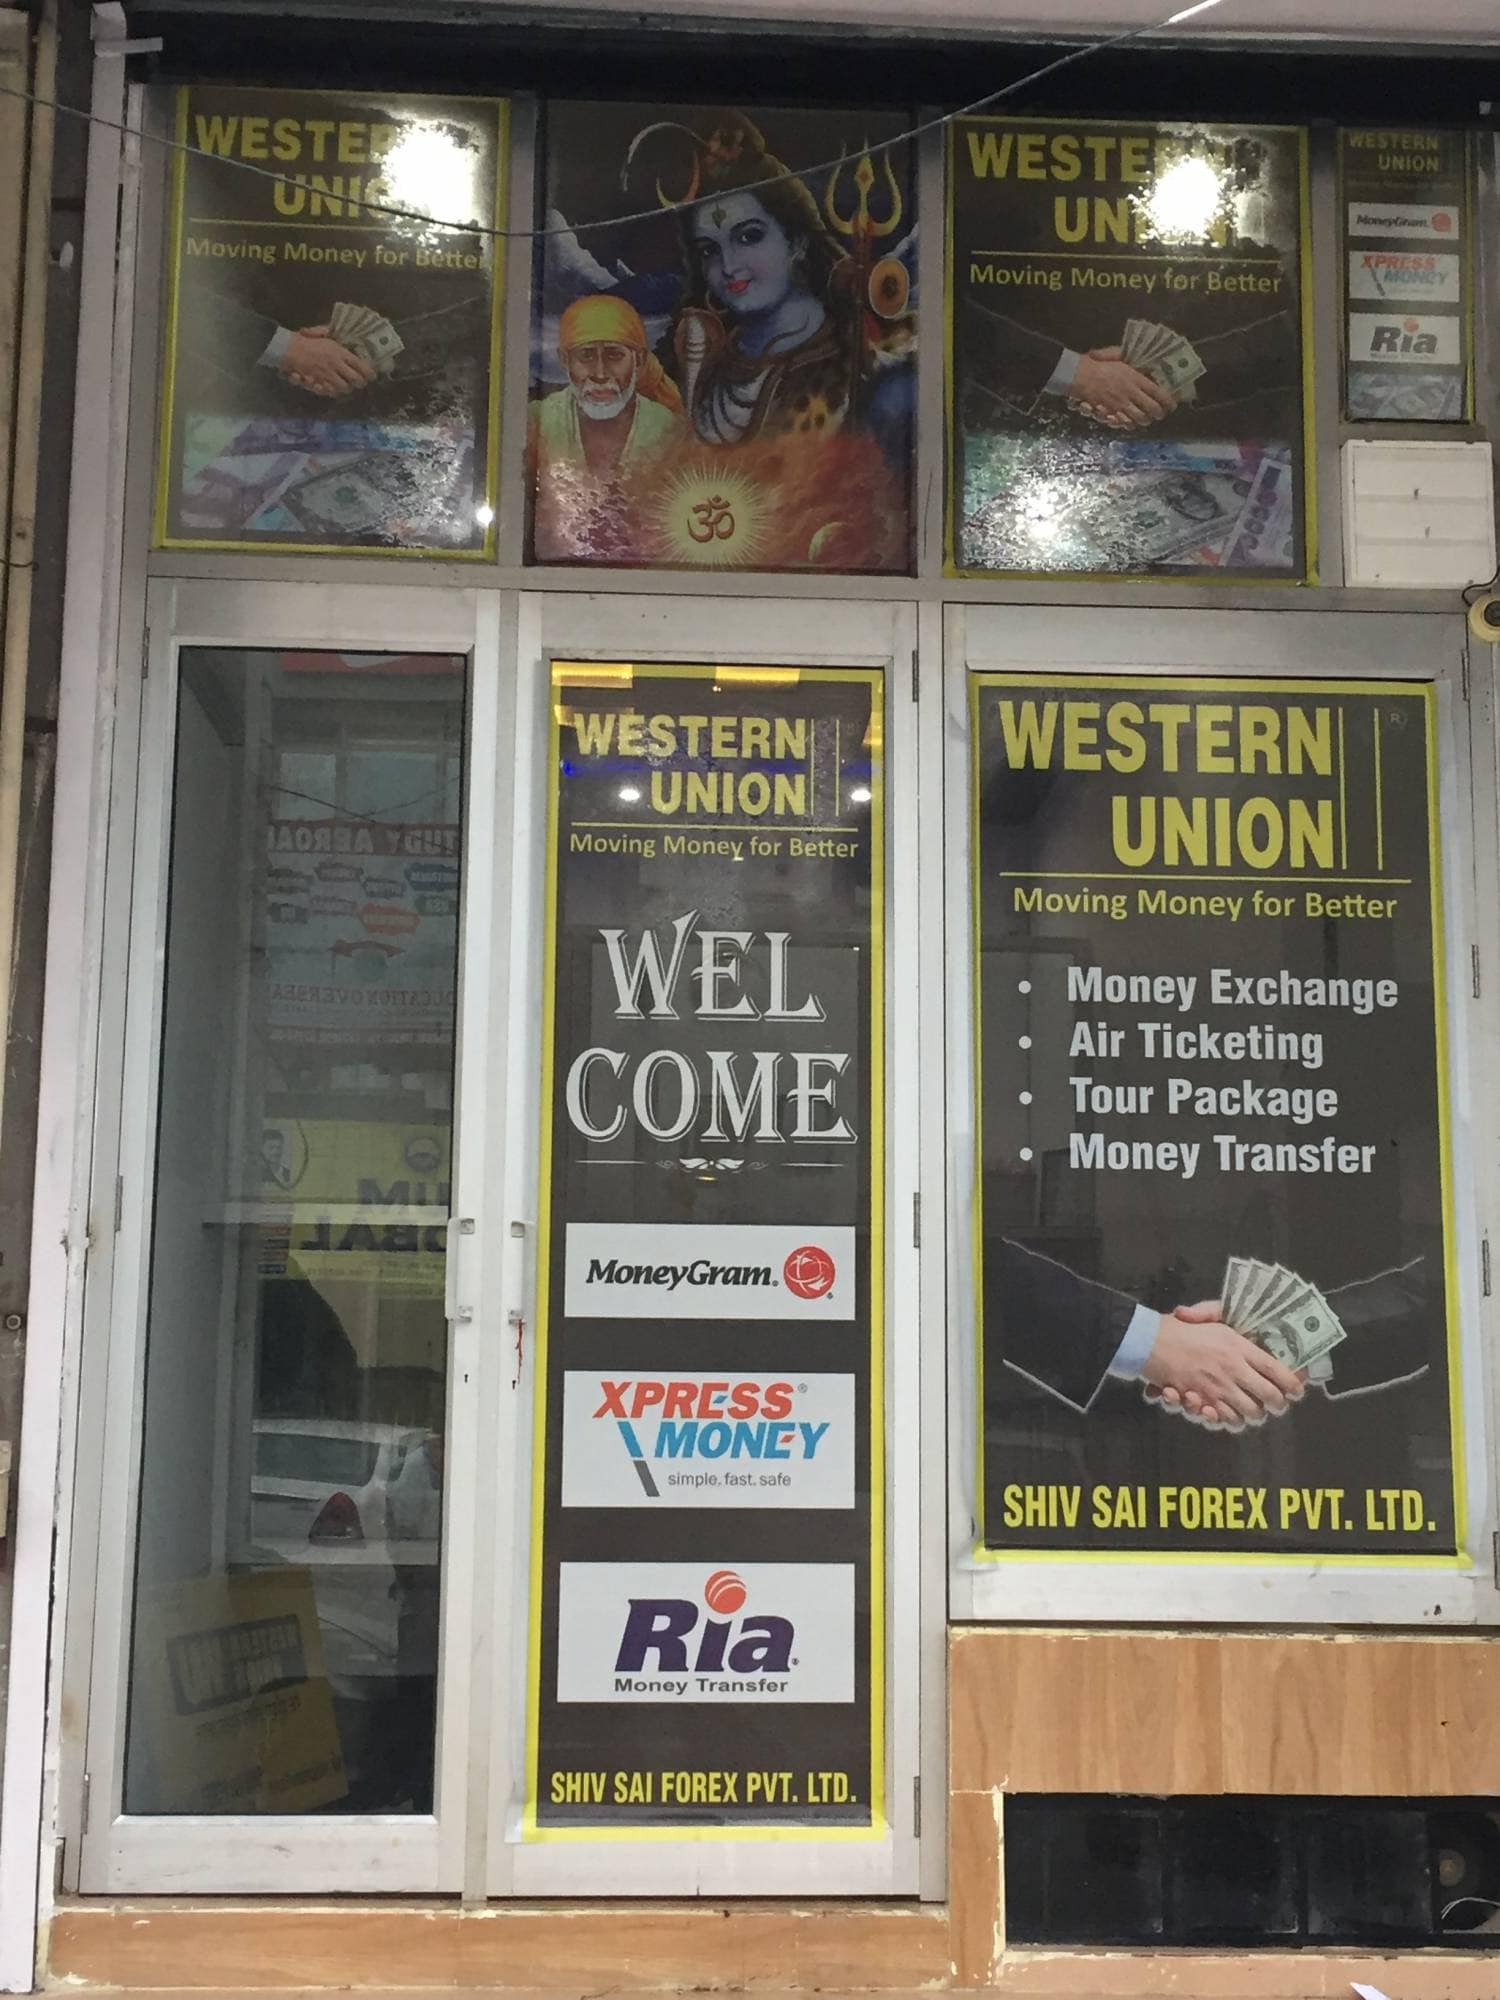 WESTERN
UNION
Moving Money for Better
ॐ
WESTERN
UNION
Moving Money for Better
WESTERN
UNION
MoneyGram
XPRESS
MONEY
Ria
WESTERN
UNION
Moving Money for Better
WEL
COME
MoneyGram®
XPRESS®
MONEY
simple. fast. safe
Ria
Money Transfer
SHIV SAI FOREX PVT. LTD.
WESTERN ®
UNION
Moving Money for Better
• Money Exchange
• Air Ticketing
• Tour Package
• Money Transfer
SHIV SAI FOREX PVT. LTD.